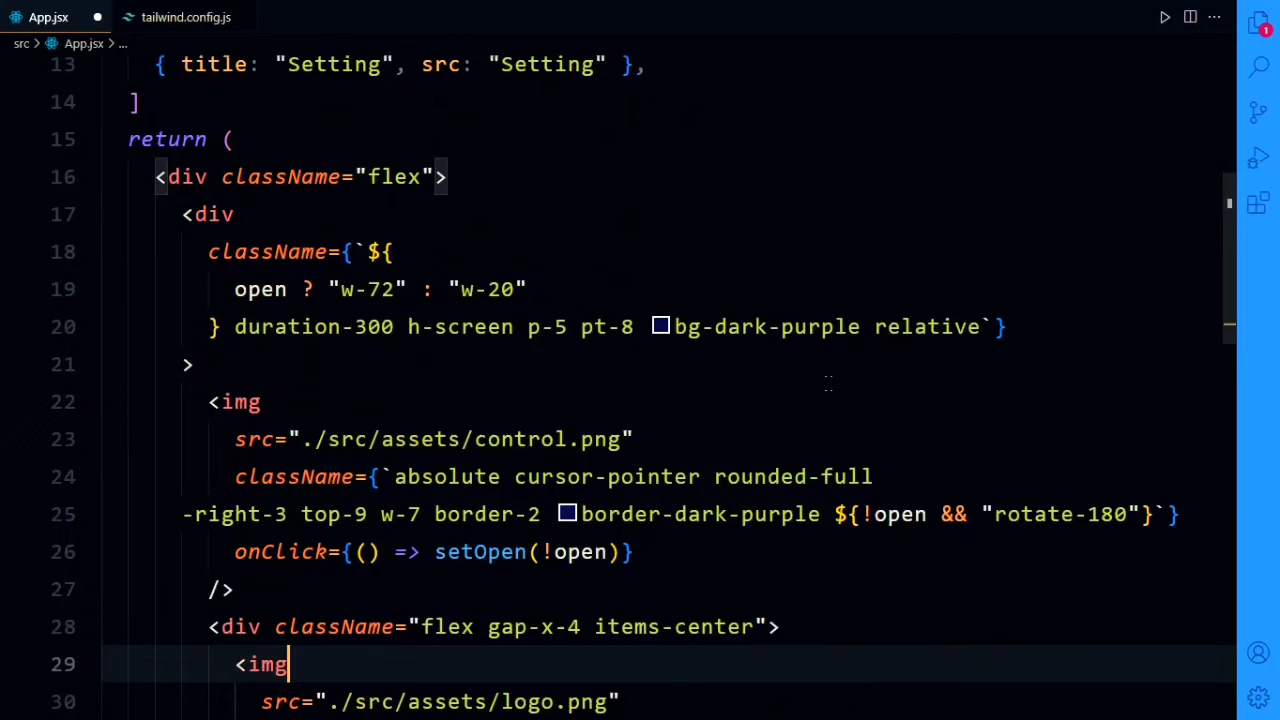 App.jsx
tailwind.config.js
src > App.jsx > ...
13 { title: "Setting", src: "Setting" },
14 ]
15 return (
16 <div className="flex">
17 <div
18 className={`${
19 open ? "w-72" : "w-20"
20 } duration-300 h-screen p-5 pt-8 bg-dark-purple relative`}
21 >
22 <img
23 src="./src/assets/control.png"
24 className={`absolute cursor-pointer rounded-full
25 -right-3 top-9 w-7 border-2 border-dark-purple ${!open && "rotate-180"}`}
26 onClick={() => setOpen(!open)}
27 />
28 <div className="flex gap-x-4 items-center">
29 <img
30 src="./src/assets/logo.png"
1